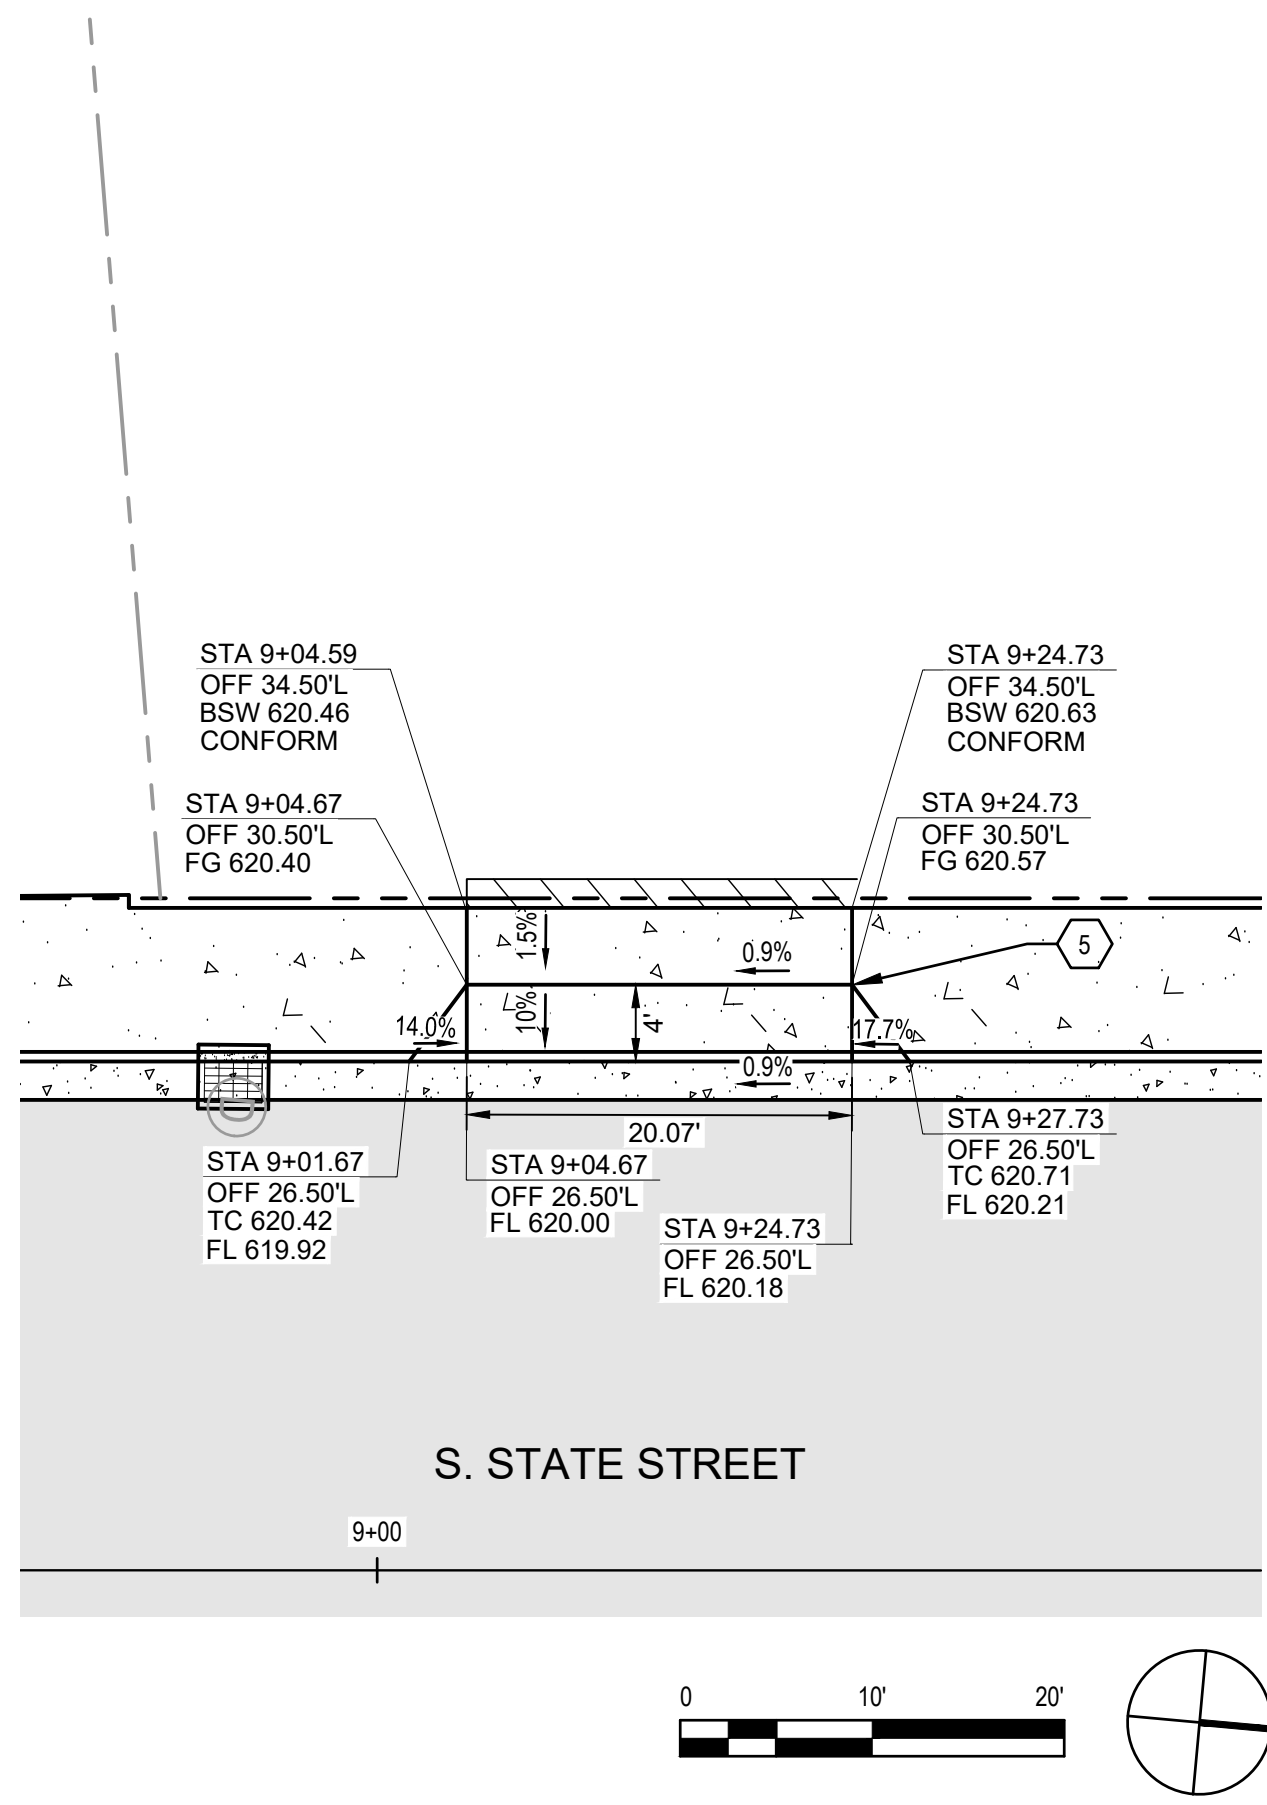 STA 9+04.59
OFF 34.50'L
BSW 620.46
CONFORM
STA 9+24.73
OFF 34.50'L
BSW 620.63
CONFORM
STA 9+04.67
OFF 30.50'L
FG 620.40
STA 9+24.73
OFF 30.50'L
FG 620.57
1.5%
0.9%
5
10%
14.0%
4'
17.7%
0.9%
D
20.07'
STA 9+01.67
OFF 26.50'L
TC 620.42
FL 619.92
STA 9+04.67
OFF 26.50'L
FL 620.00
STA 9+24.73
OFF 26.50'L
FL 620.18
STA 9+27.73
OFF 26.50'L
TC 620.71
FL 620.21
S. STATE STREET
9+00
0 10' 20'